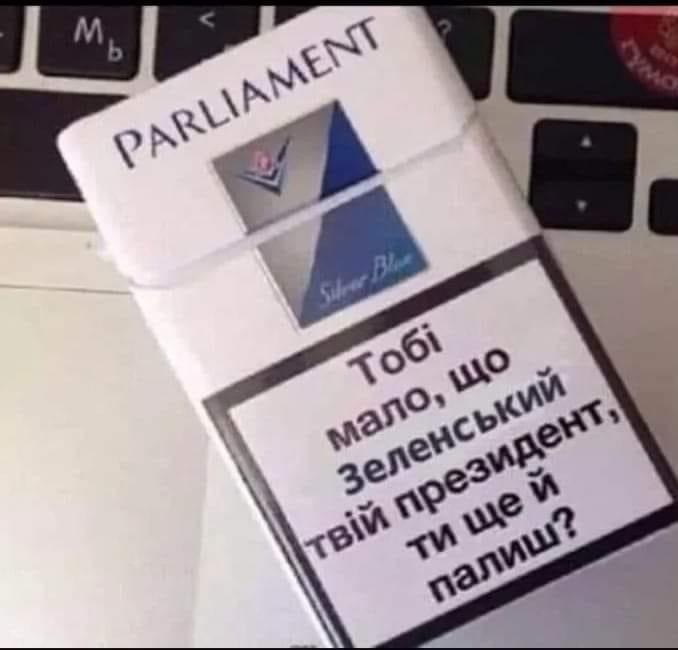 М
Ь
<
?
PARLIAMENT
Silver Blue
Тобі
мало, що
Зеленський
твій президент,
ти ще й
палиш?